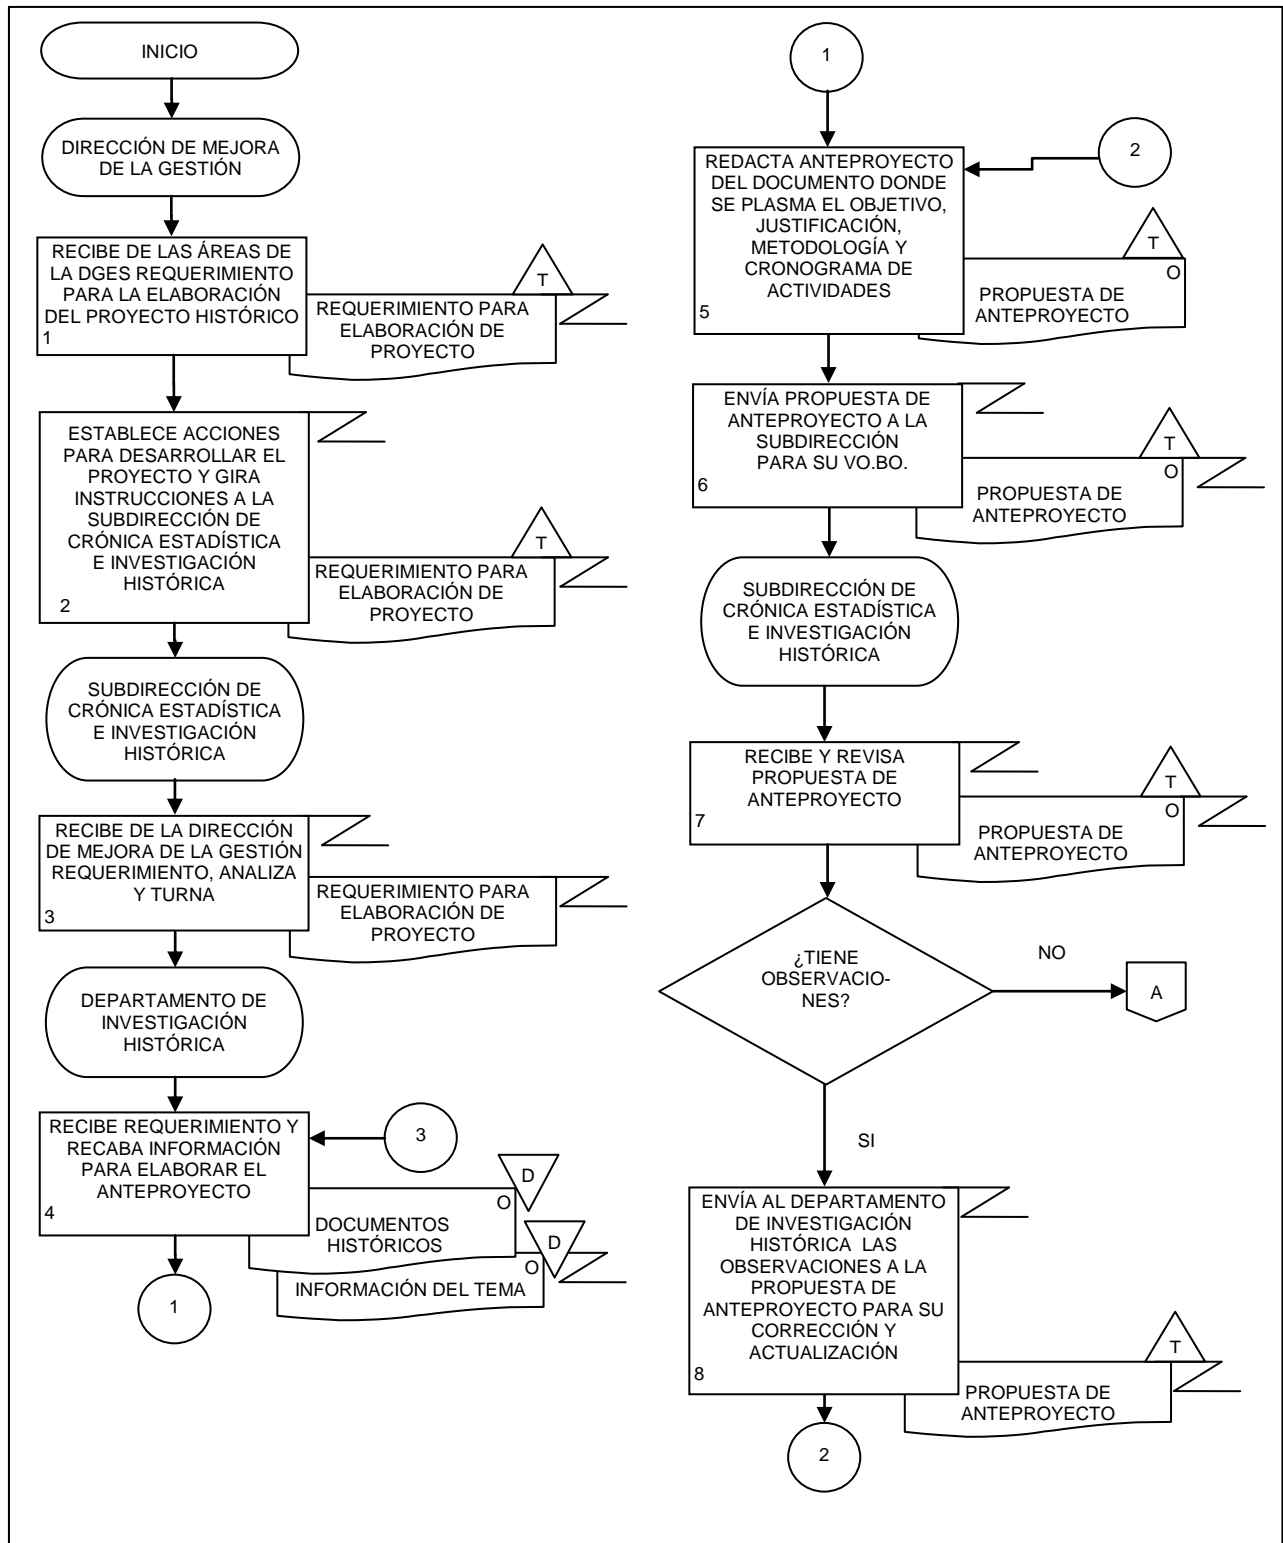 INICIO
DIRECCIÓN DE MEJORA
DE LA GESTIÓN
RECIBE DE LAS ÁREAS DE
LA DGES REQUERIMIENTO
PARA LA ELABORACIÓN
DEL PROYECTO HISTÓRICO
1
T
REQUERIMIENTO PARA
ELABORACIÓN DE
PROYECTO
ESTABLECE ACCIONES
PARA DESARROLLAR EL
PROYECTO Y GIRA
INSTRUCCIONES A LA
SUBDIRECCIÓN DE
CRÓNICA ESTADÍSTICA
E INVESTIGACIÓN
HISTÓRICA
2
T
REQUERIMIENTO PARA
ELABORACIÓN DE
PROYECTO
SUBDIRECCIÓN DE
CRÓNICA ESTADÍSTICA
E INVESTIGACIÓN
HISTÓRICA
RECIBE DE LA DIRECCIÓN
DE MEJORA DE LA GESTIÓN
REQUERIMIENTO, ANALIZA
Y TURNA
3
REQUERIMIENTO PARA
ELABORACIÓN DE
PROYECTO
DEPARTAMENTO DE
INVESTIGACIÓN
HISTÓRICA
RECIBE REQUERIMIENTO Y
RECABA INFORMACIÓN
PARA ELABORAR EL
ANTEPROYECTO
4
3
D
O
DOCUMENTOS
HISTÓRICOS
D
O
INFORMACIÓN DEL TEMA
1
1
2
REDACTA ANTEPROYECTO
DEL DOCUMENTO DONDE
SE PLASMA EL OBJETIVO,
JUSTIFICACIÓN,
METODOLOGÍA Y
CRONOGRAMA DE
ACTIVIDADES
5
T
O
PROPUESTA DE
ANTEPROYECTO
ENVÍA PROPUESTA DE
ANTEPROYECTO A LA
SUBDIRECCIÓN
PARA SU VO.BO.
6
T
O
PROPUESTA DE
ANTEPROYECTO
SUBDIRECCIÓN DE
CRÓNICA ESTADÍSTICA
E INVESTIGACIÓN
HISTÓRICA
RECIBE Y REVISA
PROPUESTA DE
ANTEPROYECTO
7
T
O
PROPUESTA DE
ANTEPROYECTO
¿TIENE
OBSERVACIO-
NES?
NO
A
SI
ENVÍA AL DEPARTAMENTO
DE INVESTIGACIÓN
HISTÓRICA LAS
OBSERVACIONES A LA
PROPUESTA DE
ANTEPROYECTO PARA SU
CORRECCIÓN Y
ACTUALIZACIÓN
8
T
PROPUESTA DE
ANTEPROYECTO
2